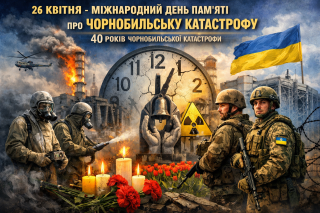 26 КВІТНЯ - МІЖНАРОДНИЙ ДЕНЬ ПАМ'ЯТІ
ПРО ЧОРНОБИЛЬСЬКУ КАТАСТРОФУ
40 РОКІВ ЧОРНОБИЛЬСЬКОЇ КАТАСТРОФИ